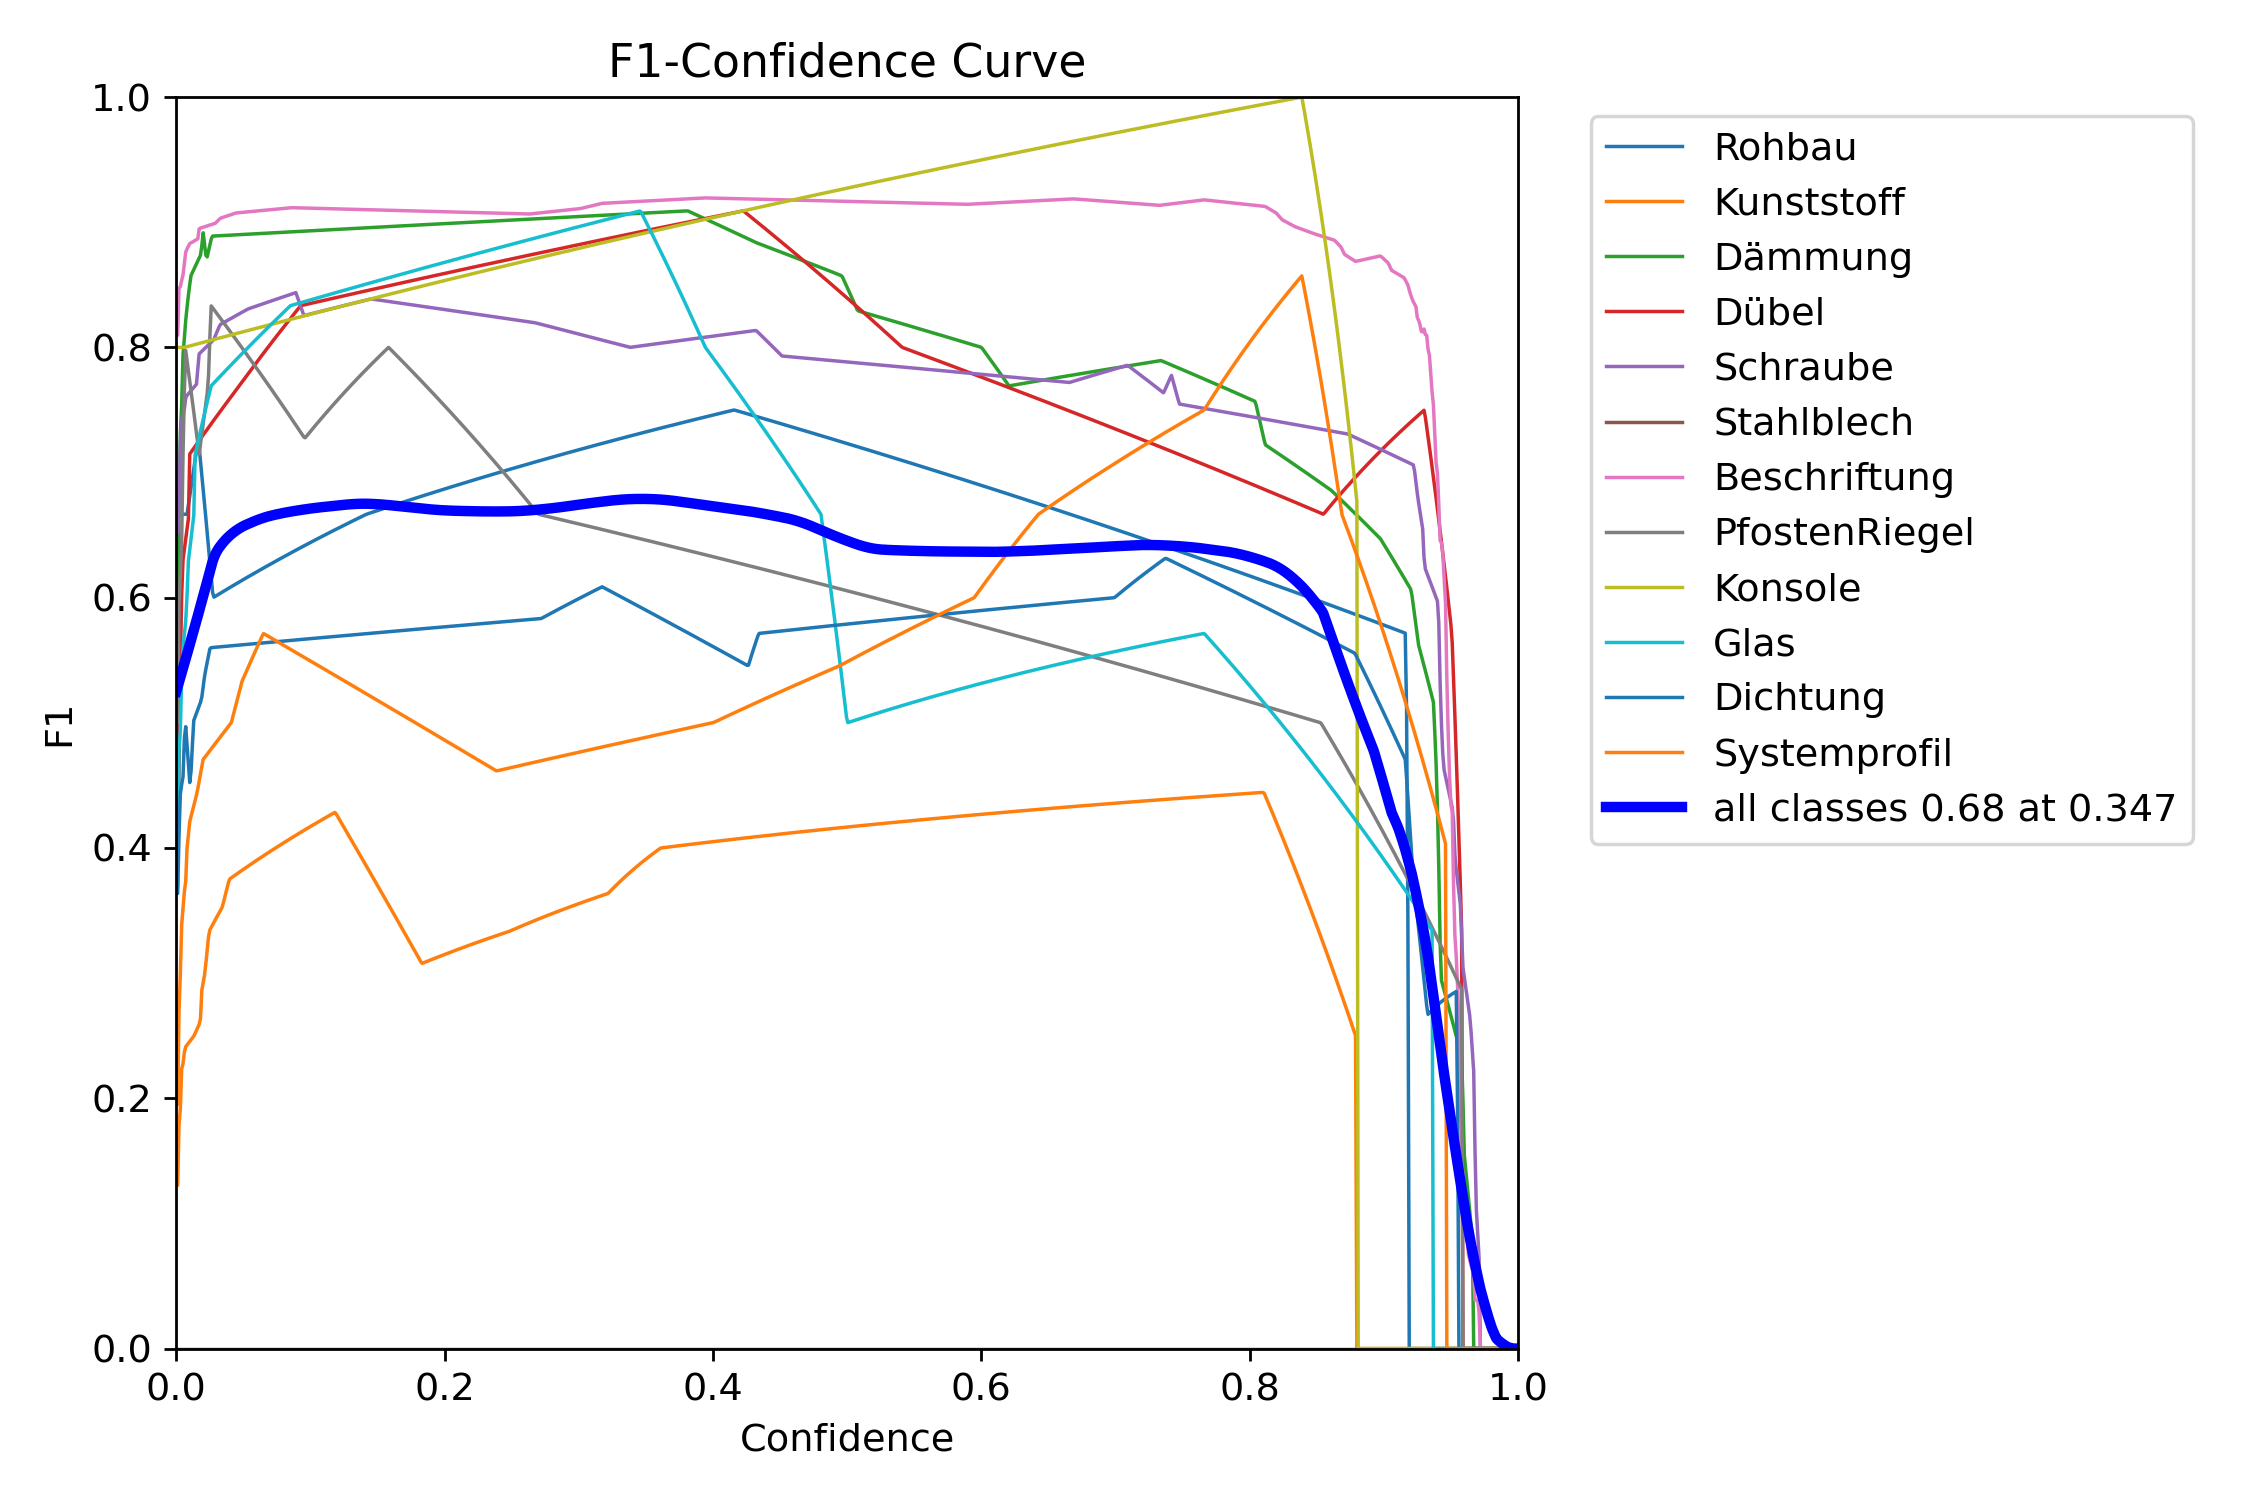 F1-Confidence Curve
1.0
0.8
0.6
0.4
0.2
0.0
F1
0.0 0.2 0.4 0.6 0.8 1.0
Confidence
Rohbau
Kunststoff
Dämmung
Dübel
Schraube
Stahlblech
Beschriftung
PfostenRiegel
Konsole
Glas
Dichtung
Systemprofil
all classes 0.68 at 0.347